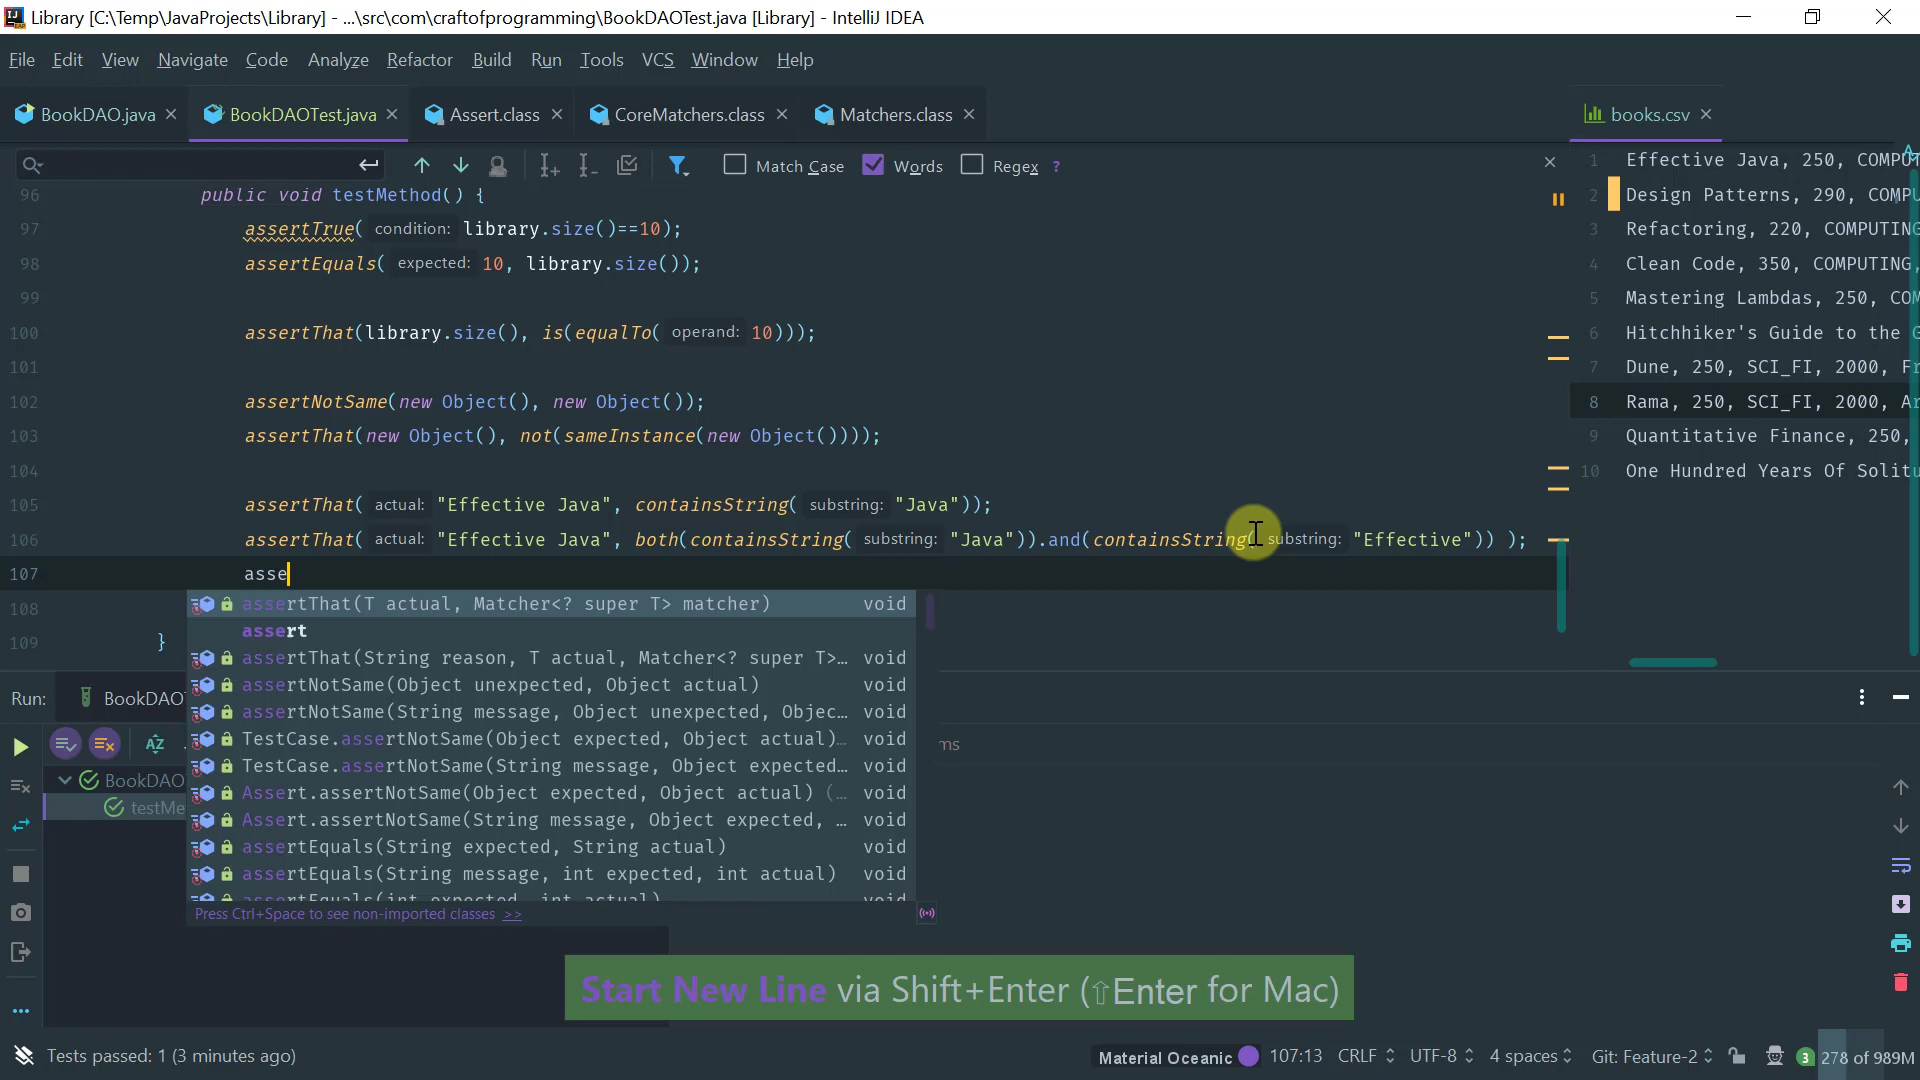 Library [C:\Temp\JavaProjects\Library] - ...\src\com\craftofprogramming\BookDAOTest.java [Library] - IntelliJ IDEA
File Edit View Navigate Code Analyze Refactor Build Run Tools VCS Window Help
BookDAO.java BookDAOTest.java Assert.class CoreMatchers.class Matchers.class books.csv
Match Case Words Regex ?
96 public void testMethod() {
97 assertTrue( condition: library.size()==10);
98 assertEquals( expected: 10, library.size());
99
100 assertThat(library.size(), is(equalTo( operand: 10)));
101
102 assertNotSame(new Object(), new Object());
103 assertThat(new Object(), not(sameInstance(new Object())));
104
105 assertThat( actual: "Effective Java", containsString( substring: "Java"));
106 assertThat( actual: "Effective Java", both(containsString( substring: "Java")).and(containsString( substring: "Effective")) );
107 asse
108
109 }
1 Effective Java, 250, COMPUT
2 Design Patterns, 290, COMPU
3 Refactoring, 220, COMPUTING
4 Clean Code, 350, COMPUTING,
5 Mastering Lambdas, 250, COM
6 Hitchhiker's Guide to the G
7 Dune, 250, SCI_FI, 2000, Fr
8 Rama, 250, SCI_FI, 2000, Ar
9 Quantitative Finance, 250,
10 One Hundred Years Of Solitu
assertThat(T actual, Matcher<? super T> matcher) void
assert
assertThat(String reason, T actual, Matcher<? super T>… void
assertNotSame(Object unexpected, Object actual) void
assertNotSame(String message, Object unexpected, Objec… void
TestCase.assertNotSame(Object expected, Object actual)… void
TestCase.assertNotSame(String message, Object expected… void
Assert.assertNotSame(Object expected, Object actual) (… void
Assert.assertNotSame(String message, Object expected, … void
assertEquals(String expected, String actual) void
assertEquals(String message, int expected, int actual) void
assertEquals(int expected, int actual) void
Press Ctrl+Space to see non-imported classes >>
Run: BookDAO
ms
BookDAO
testMe
Start New Line via Shift+Enter (⇧Enter for Mac)
Tests passed: 1 (3 minutes ago)
Material Oceanic 107:13 CRLF UTF-8 4 spaces Git: Feature-2 3 278 of 989M